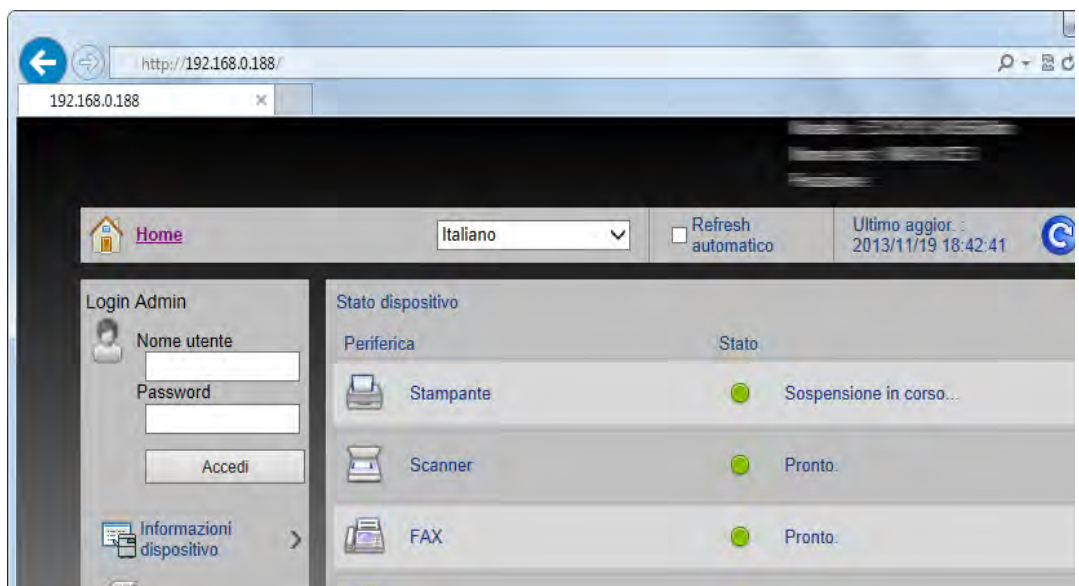 http://192.168.0.188/
192.168.0.188
Home
Italiano
Refresh
automatico
Ultimo aggior. :
2013/11/19 18:42:41
Login Admin
Nome utente
Password
Accedi
Informazioni
dispositivo
Stato dispositivo
Periferica Stato
Stampante Sospensione in corso...
Scanner Pronto.
FAX Pronto.